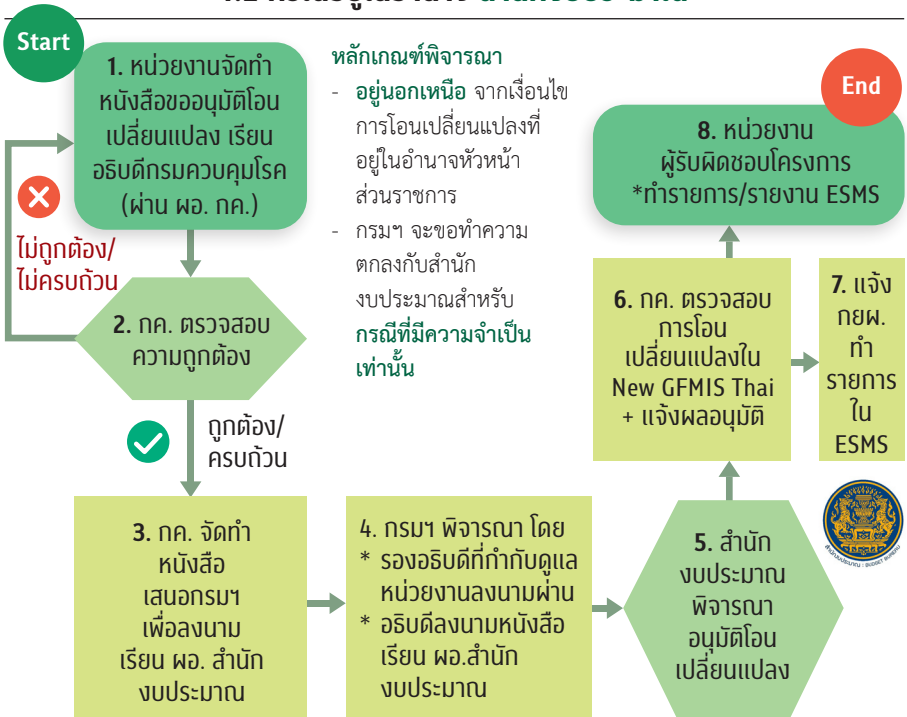 Start
1. หน่วยงานจัดทำ
หนังสือขออนุมัติโอน
เปลี่ยนแปลง เรียน
อธิบดีกรมควบคุมโรค
(ผ่าน ผอ. กค.)
ไม่ถูกต้อง/
ไม่ครบถ้วน
2. กค. ตรวจสอบ
ความถูกต้อง
ถูกต้อง/
ครบถ้วน
หลักเกณฑ์พิจารณา
- อยู่นอกเหนือ จากเงื่อนไข
การโอนเปลี่ยนแปลงที่
อยู่ในอำนาจหัวหน้า
ส่วนราชการ
- กรมฯ จะขอทำความ
ตกลงกับสำนัก
งบประมาณสำหรับ
กรณีที่มีความจำเป็น
เท่านั้น
3. กค. จัดทำ
หนังสือ
เสนอกรมฯ
เพื่อลงนาม
เรียน ผอ. สำนัก
งบประมาณ
4. กรมฯ พิจารณา โดย
* รองอธิบดีที่กำกับดูแล
หน่วยงานลงนามผ่าน
* อธิบดีลงนามหนังสือ
เรียน ผอ.สำนัก
งบประมาณ
5. สำนัก
งบประมาณ
พิจารณา
อนุมัติโอน
เปลี่ยนแปลง
6. กค. ตรวจสอบ
การโอน
เปลี่ยนแปลงใน
New GFMIS Thai
+ แจ้งผลอนุมัติ
7. แจ้ง
กยผ.
ทำ
รายการ
ใน
ESMS
End
8. หน่วยงาน
ผู้รับผิดชอบโครงการ
*ทำรายการ/รายงาน ESMS